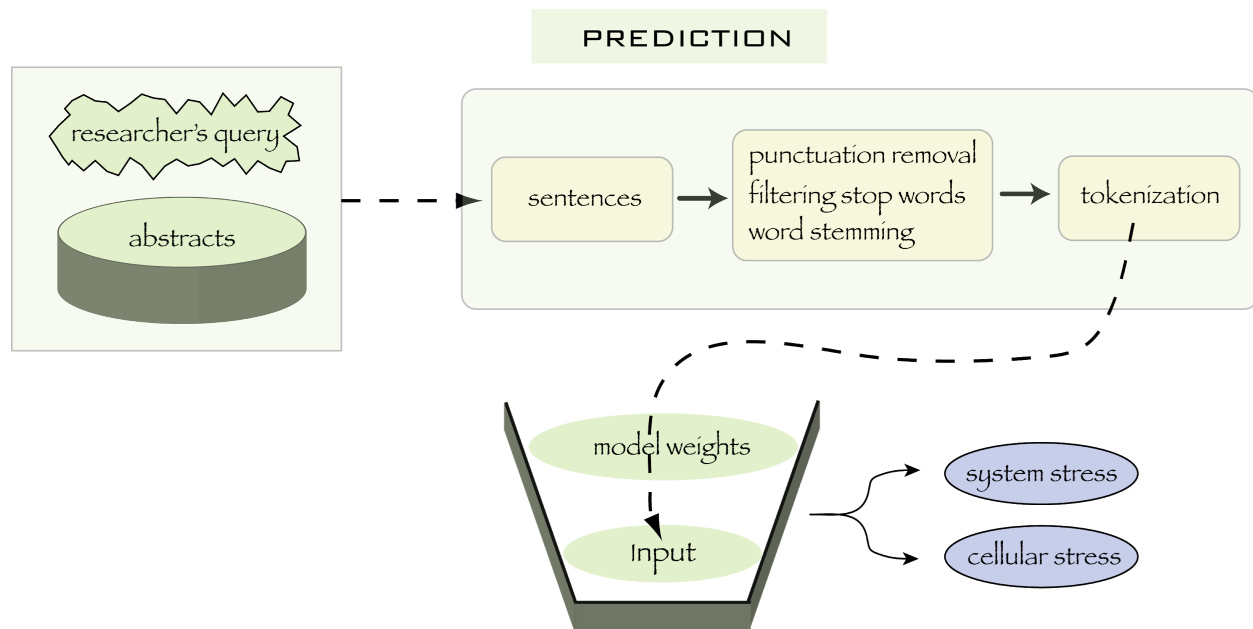 PREDICTION
researcher's query
abstracts
sentences
punctuation removal
filtering stop words
word stemming
tokenization
model weights
Input
system stress
cellular stress